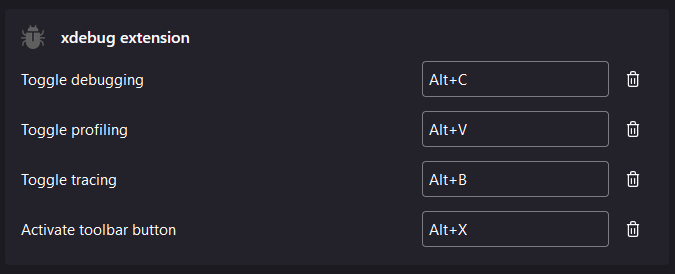 xdebug extension
Toggle debugging Alt+C
Toggle profiling Alt+V
Toggle tracing Alt+B
Activate toolbar button Alt+X